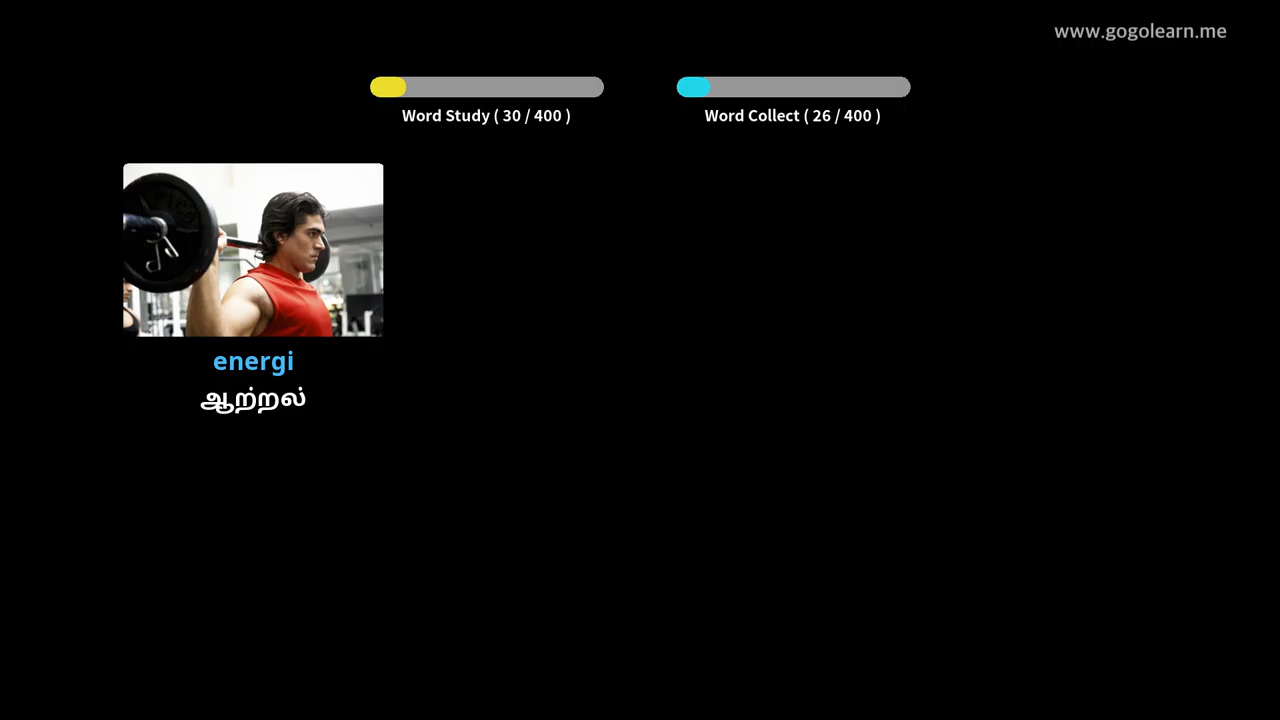 www.gogolearn.me
Word Study ( 30 / 400 )
Word Collect ( 26 / 400 )
energi
ஆற்றல்